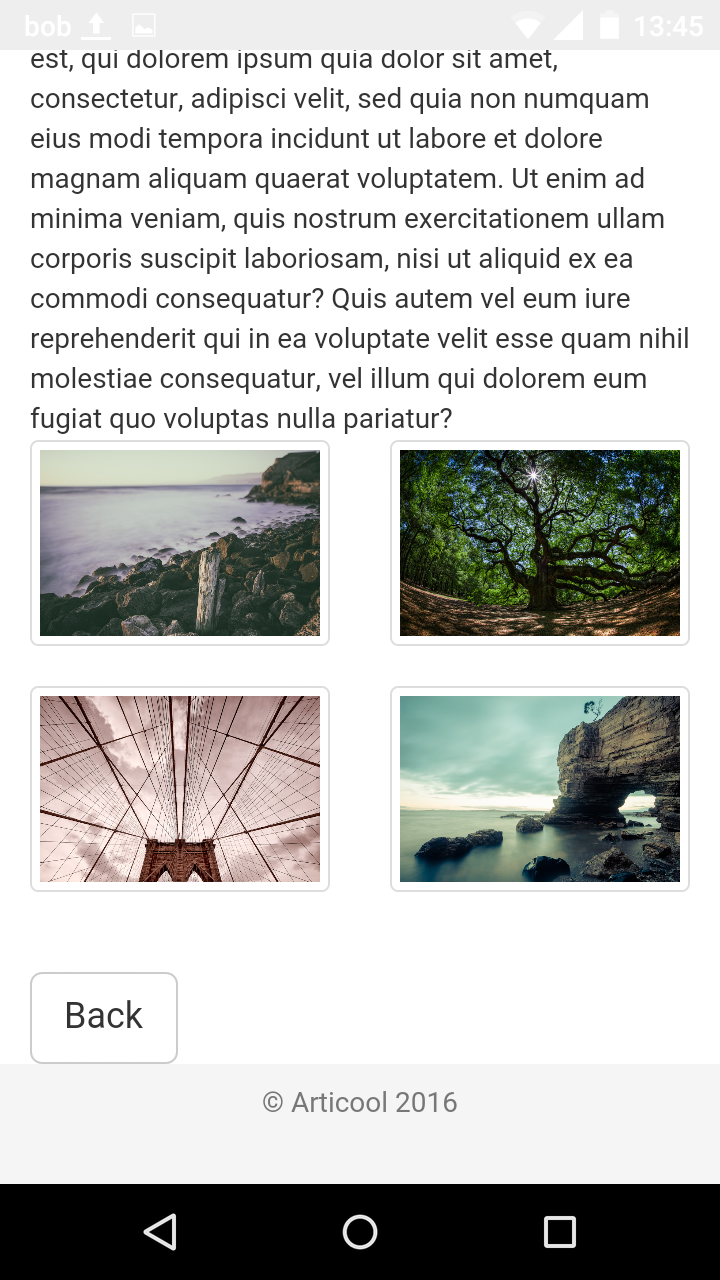 bob 13:45
est, qui dolorem ipsum quia dolor sit amet,
consectetur, adipisci velit, sed quia non numquam
eius modi tempora incidunt ut labore et dolore
magnam aliquam quaerat voluptatem. Ut enim ad
minima veniam, quis nostrum exercitationem ullam
corporis suscipit laboriosam, nisi ut aliquid ex ea
commodi consequatur? Quis autem vel eum iure
reprehenderit qui in ea voluptate velit esse quam nihil
molestiae consequatur, vel illum qui dolorem eum
fugiat quo voluptas nulla pariatur?
Back
© Articool 2016